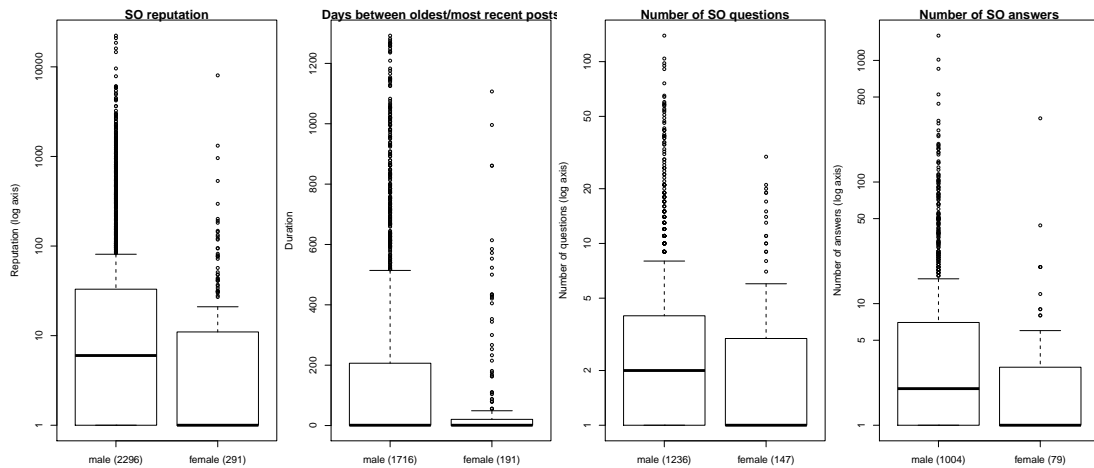 SO reputation
Reputation (log axis)
10000
1000
100
10
1
male (2296) female (291)
Days between oldest/most recent posts
Duration
1200
1000
800
600
400
200
0
male (1716) female (191)
Number of SO questions
Number of questions (log axis)
100
50
20
10
5
2
1
male (1236) female (147)
Number of SO answers
Number of answers (log axis)
1000
500
100
50
10
5
1
male (1004) female (79)